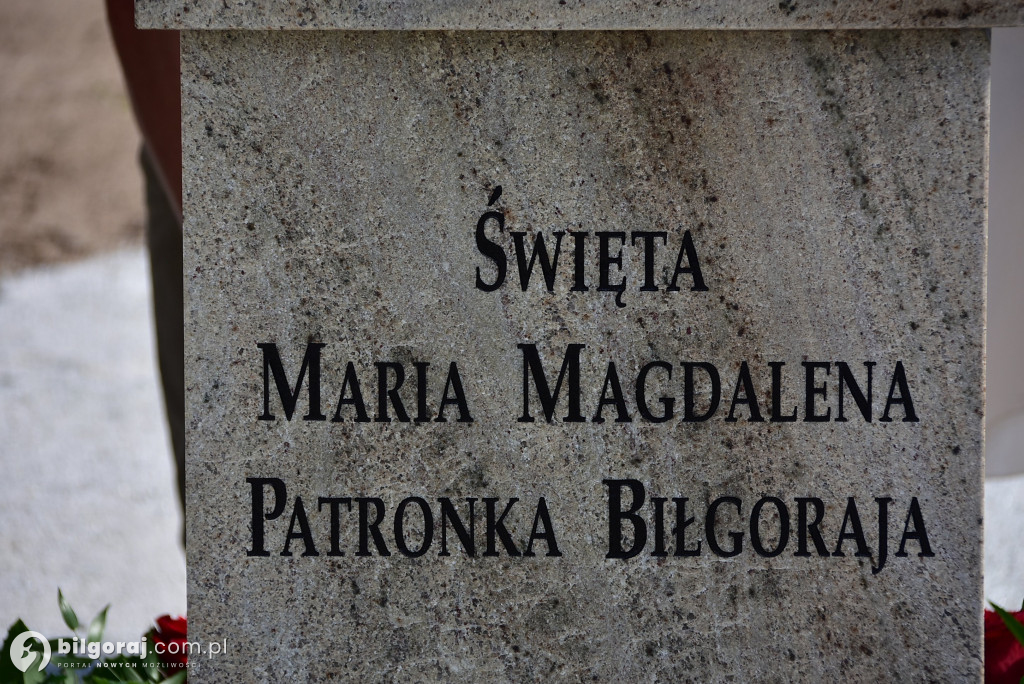 Święta
Maria Magdalena
Patronka Biłgoraja
bilgoraj.com.pl
PORTAL NOWYCH MOŻLIWOŚCI